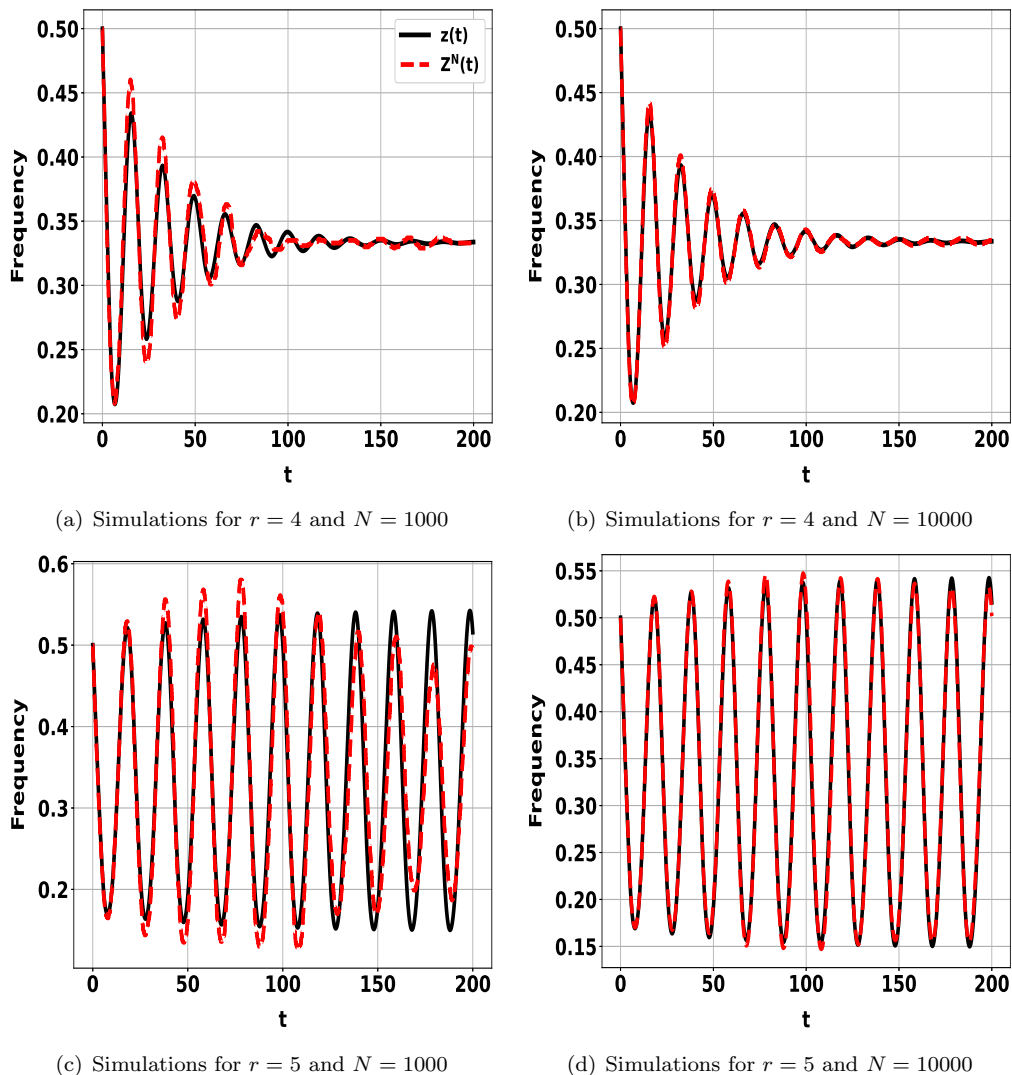 0.50
0.45
0.40
0.35
0.30
0.25
0.20
Frequency
z(t)
Z^N(t)
0 50 100 150 200
t
(a) Simulations for r = 4 and N = 1000
0.50
0.45
0.40
0.35
0.30
0.25
0.20
Frequency
0 50 100 150 200
t
(b) Simulations for r = 4 and N = 10000
0.6
0.5
0.4
0.3
0.2
Frequency
0 50 100 150 200
t
(c) Simulations for r = 5 and N = 1000
0.55
0.50
0.45
0.40
0.35
0.30
0.25
0.20
0.15
Frequency
0 50 100 150 200
t
(d) Simulations for r = 5 and N = 10000